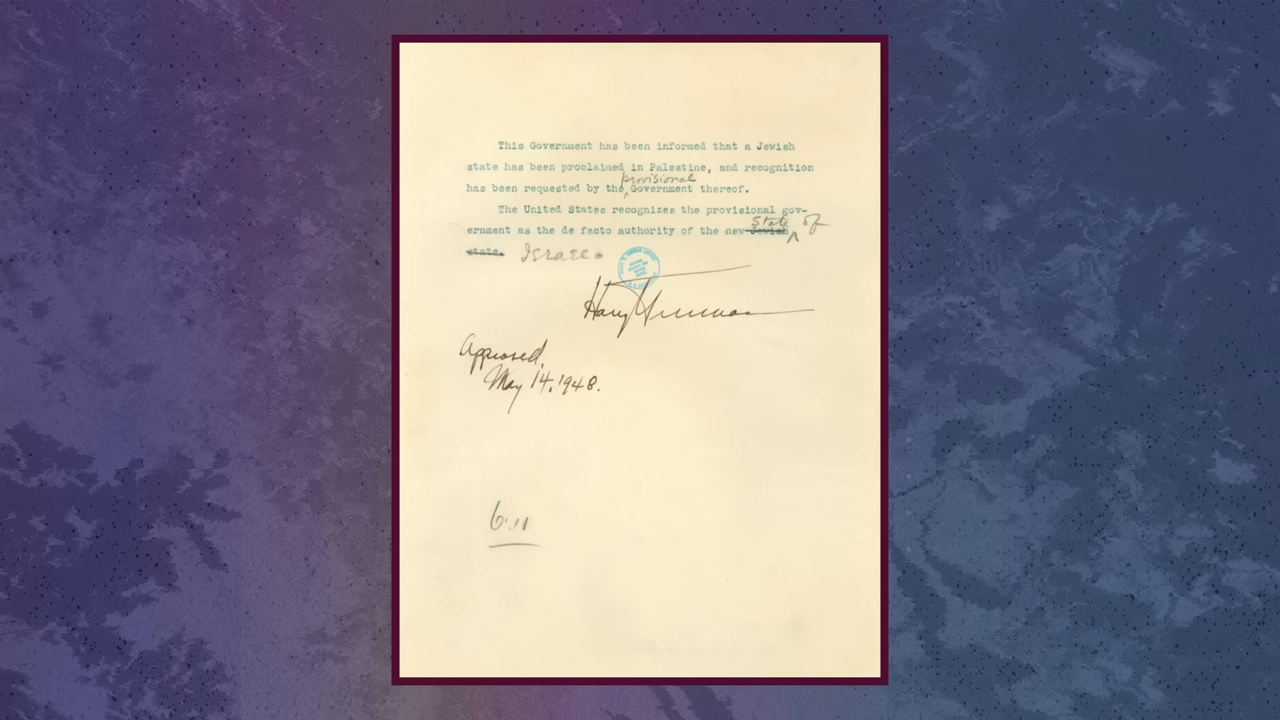 This Government has been informed that a Jewish
state has been proclaimed in Palestine, and recognition
provisional
has been requested by the Government thereof.
The United States recognizes the provisional gov-
State of
ernment as the de facto authority of the new Jewish
state. Israel.
Harry Truman
Approved,
May 14, 1948.
6.11